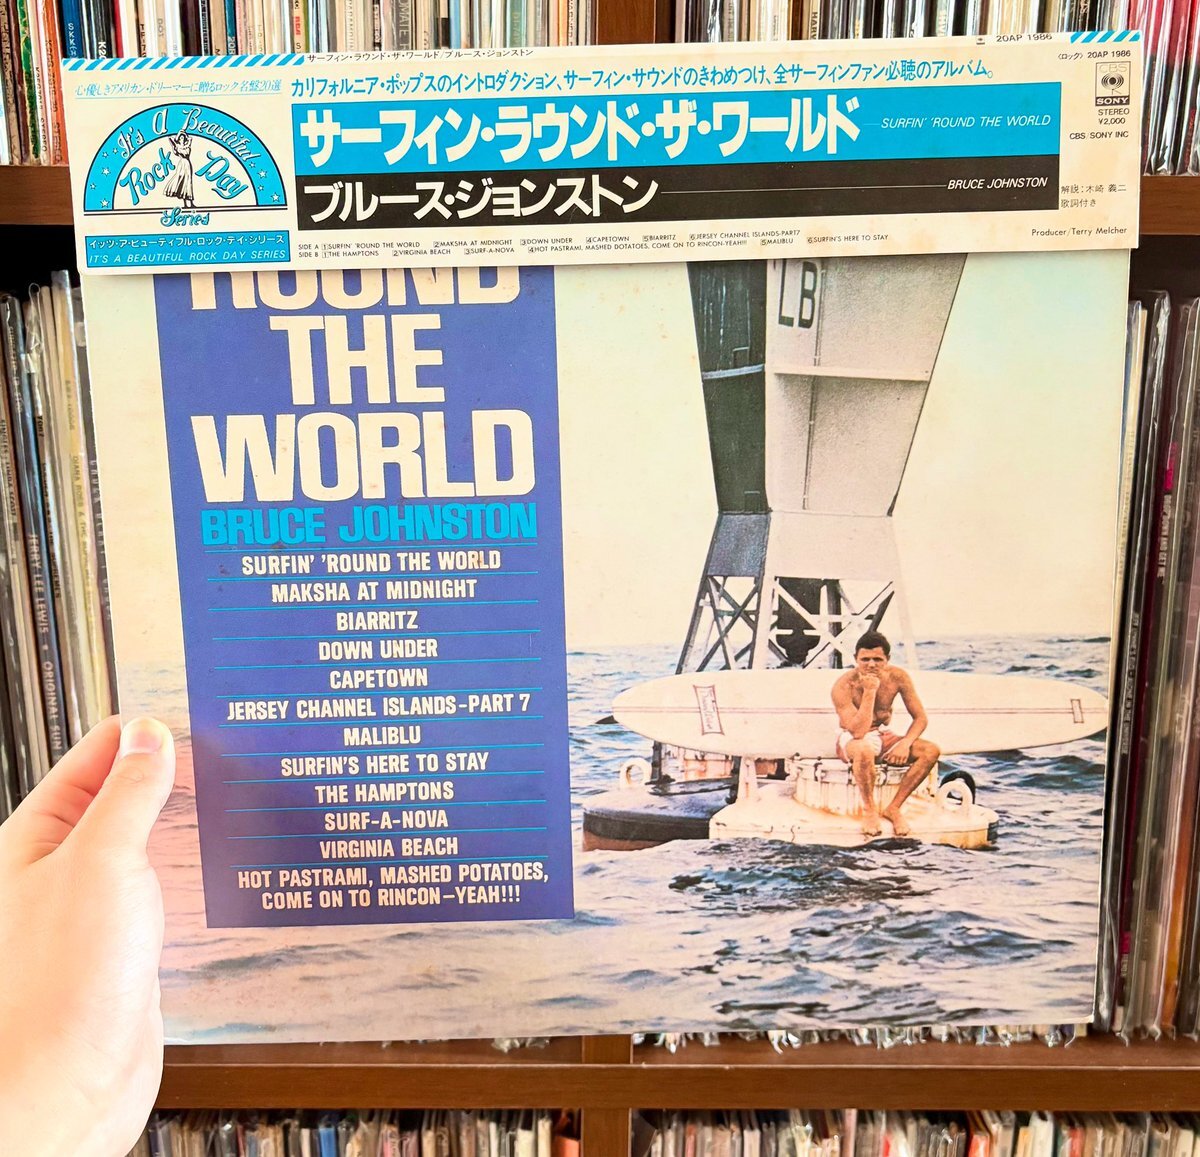 サーフィン・ラウンド・ザ・ワールド/ブルース・ジョンストン
20AP 1986
心・優しきアメリカン・ドリーマーに贈るロック名盤20選
カリフォルニア・ポップスのイントロダクション、サーフィン・サウンドのきわめつけ、全サーフィンファン必聴のアルバム。
〈ロック〉 20AP 1986
It's A Beautiful
Rock Day
Series
イッツ・ア・ビューティフル・ロック・デイ・シリーズ
IT'S A BEAUTIFUL ROCK DAY SERIES
サーフィン・ラウンド・ザ・ワールド
SURFIN' 'ROUND THE WORLD
ブルース・ジョンストン
BRUCE JOHNSTON
CBS
SONY
STEREO
¥2,000
CBS/SONY INC
解説:木崎 義二
歌詞付き
SIDE A 1 SURFIN' 'ROUND THE WORLD 2 MAKSHA AT MIDNIGHT 3 DOWN UNDER 4 CAPETOWN 5 BIARRITZ 6 JERSEY CHANNEL ISLANDS-PART7
SIDE B 1 THE HAMPTONS 2 VIRGINIA BEACH 3 SURF-A-NOVA 4 HOT PASTRAMI, MASHED DOTATOES, COME ON TO RINCON-YEAH!!! 5 MALIBU 6 SURFIN'S HERE TO STAY
Producer/Terry Melcher
ROUND
THE
WORLD
BRUCE JOHNSTON
SURFIN' 'ROUND THE WORLD
MAKSHA AT MIDNIGHT
BIARRITZ
DOWN UNDER
CAPETOWN
JERSEY CHANNEL ISLANDS-PART 7
MALIBLU
SURFIN'S HERE TO STAY
THE HAMPTONS
SURF-A-NOVA
VIRGINIA BEACH
HOT PASTRAMI, MASHED POTATOES,
COME ON TO RINCON-YEAH!!!
LB
JERRY LEE LEWIS • ORIGINAL